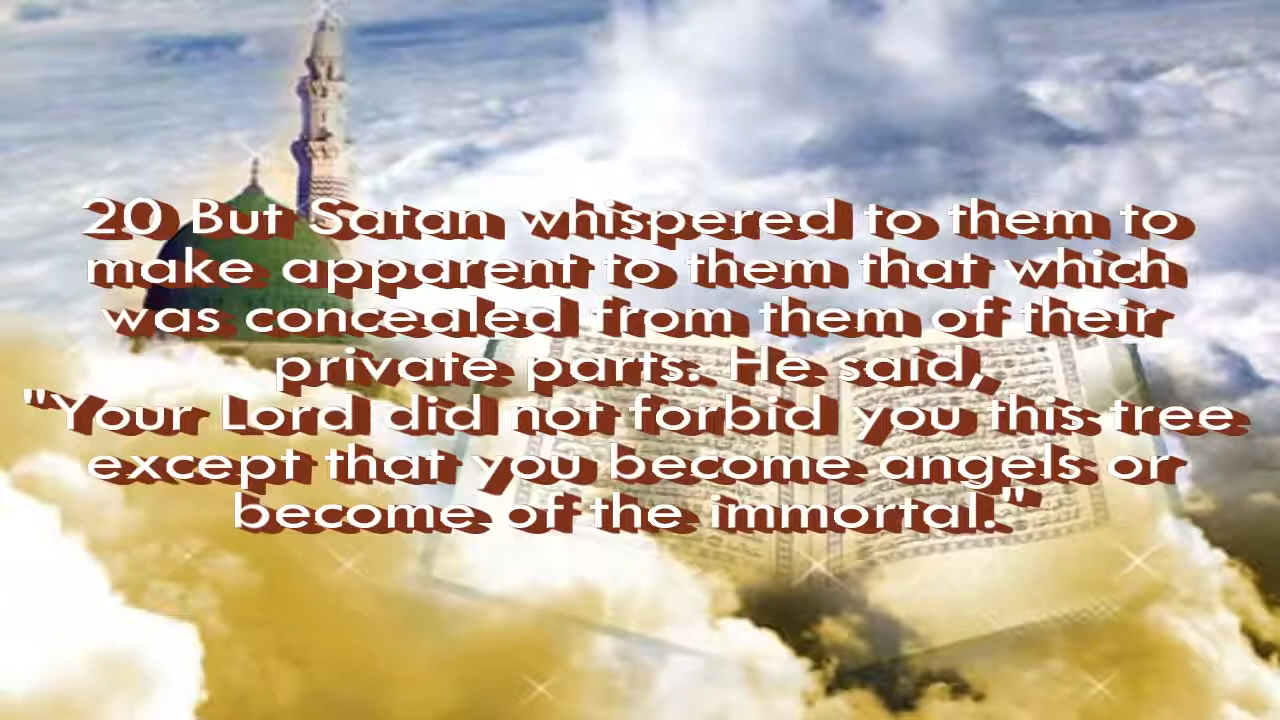 20 But Satan whispered to them to
make apparent to them that which
was concealed from them of their
private parts. He said,
"Your Lord did not forbid you this tree
except that you become angels or
become of the immortal."